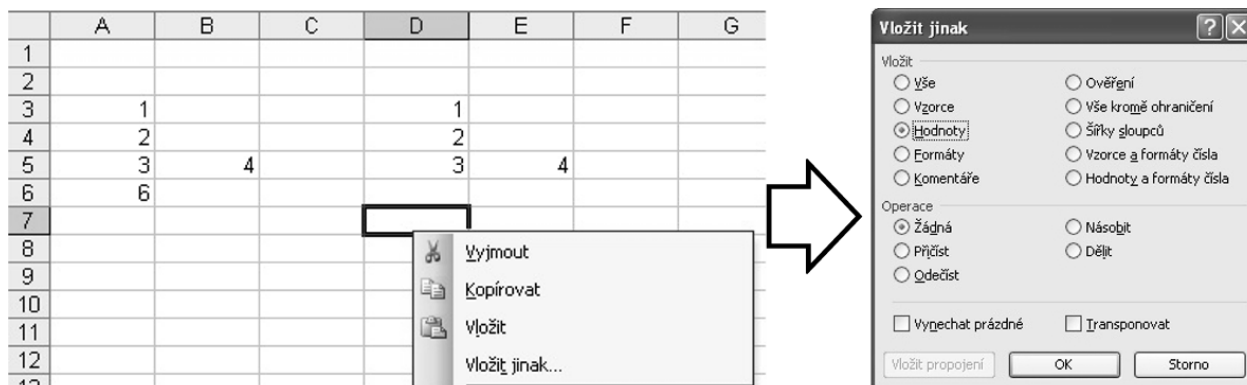 A B C D E F G
1
2
3 1 1
4 2 2
5 3 4 3 4
6 6
7
8
9
10
11
12
Vyjmout
Kopírovat
Vložit
Vložit jinak...
Vložit jinak
Vložit
Vše
Ověření
Vzorce
Vše kromě ohraničení
Hodnoty
Šířky sloupců
Formáty
Vzorce a formáty čísla
Komentáře
Hodnoty a formáty čísla
Operace
Žádná
Násobit
Přičíst
Dělit
Odečíst
Vynechat prázdné
Transponovat
Vložit propojení
OK
Storno